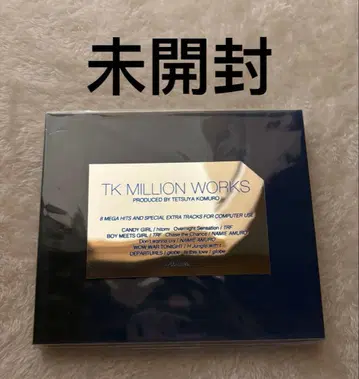 未開封
TK MILLION WORKS
PRODUCED BY TETSUYA KOMURO
8 MEGA HITS AND SPECIAL EXTRA TRACKS FOR COMPUTER USE
CANDY GIRL / hitomi Overnight Sensation / TRF
BOY MEETS GIRL / TRF Chase the Chance / NAMIE AMURO
Don't wanna cry / NAMIE AMURO
WOW WAR TONIGHT / H Jungle With t
DEPARTURES / globe Is this love / globe